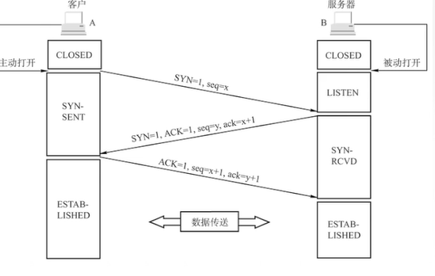 客户
服务器
A
B
CLOSED
CLOSED
主动打开
被动打开
SYN=1, seq=x
LISTEN
SYN-
SENT
SYN=1, ACK=1, seq=y, ack=x+1
SYN-
RCVD
ACK=1, seq=x+1, ack=y+1
ESTAB-
LISHED
数据传送
ESTAB-
LISHED